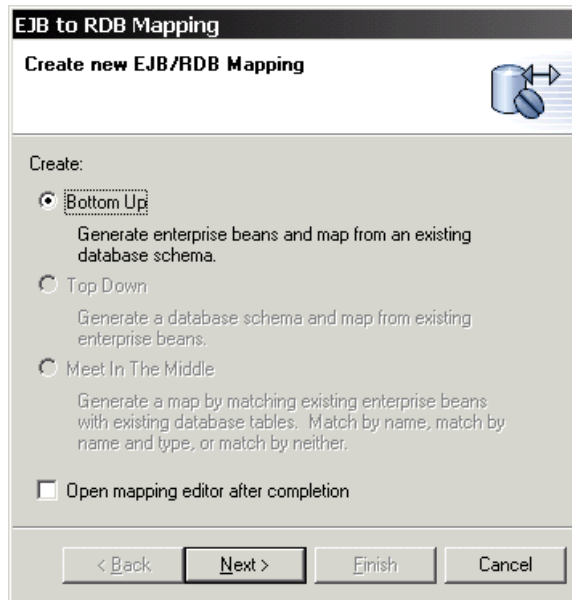 EJB to RDB Mapping
Create new EJB/RDB Mapping
Create:
Bottom Up
Generate enterprise beans and map from an existing
database schema.
Top Down
Generate a database schema and map from existing
enterprise beans.
Meet In The Middle
Generate a map by matching existing enterprise beans
with existing database tables. Match by name, match by
name and type, or match by neither.
Open mapping editor after completion
< Back Next > Finish Cancel